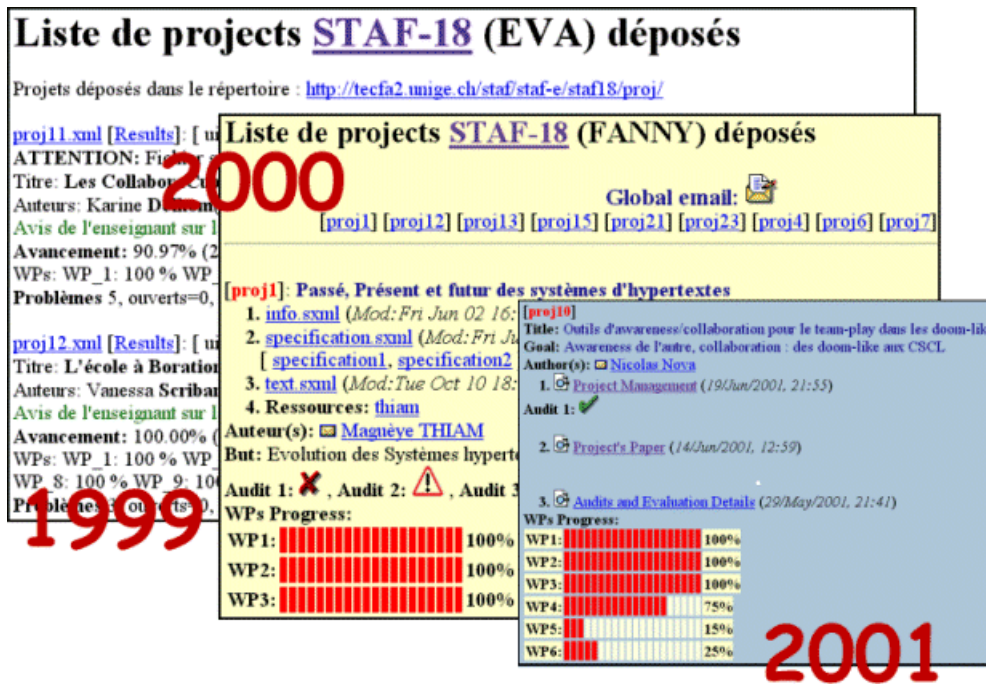 Liste de projects STAF-18 (EVA) déposés
Projets déposés dans le répertoire : http://tecfa2.unige.ch/staf/staf-e/staf18/proj/
proj11.xml [Results]: [ ui
ATTENTION:
Titre: Les
Auteurs: Karine
Avis de l'enseignant sur l
Avancement: 90.97% (2
WPs: WP_1: 100 % WP_
Problèmes 5, ouverts=0,
proj12.xml [Results]: [ ui
Titre: L'école à Boration
Auteurs: Vanessa Scribar
Avis de l'enseignant sur l
Avancement: 100.00% (
WPs: WP_1: 100 % WP
WP_8: 100 % WP_9: 10
1999
Liste de projects STAF-18 (FANNY) déposés
2000
Global email:
[proj1] [proj12] [proj13] [proj15] [proj21] [proj23] [proj4] [proj6] [proj7]
[proj1]: Passé, Présent et futur des systèmes d'hypertextes
1. info.sxml (Mod:Fri Jun 02 16:
2. specification.sxml (Mod:Fri Ju
[ specification1, specification2
3. text.sxml (Mod:Tue Oct 10 18:
4. Ressources: thiam
Auteur(s): Magnèye THIAM
But: Evolution des Systèmes hyperte
Audit 1: , Audit 2: , Audit 3
WPs Progress:
WP1: 100%
WP2: 100%
WP3: 100%
[proj10]
Title: Outils d'awareness/collaboration pour le team-play dans les doom-lik
Goal: Awareness de l'autre, collaboration : des doom-like aux CSCL
Author(s): Nicolas Nova
1. Project Management (19/Jun/2001, 21:55)
Audit 1:
2. Project's Paper (14/Jun/2001, 12:59)
3. Audits and Evaluation Details (29/May/2001, 21:41)
WPs Progress:
WP1: 100%
WP2: 100%
WP3: 100%
WP4: 75%
WP5: 15%
WP6: 25%
2001